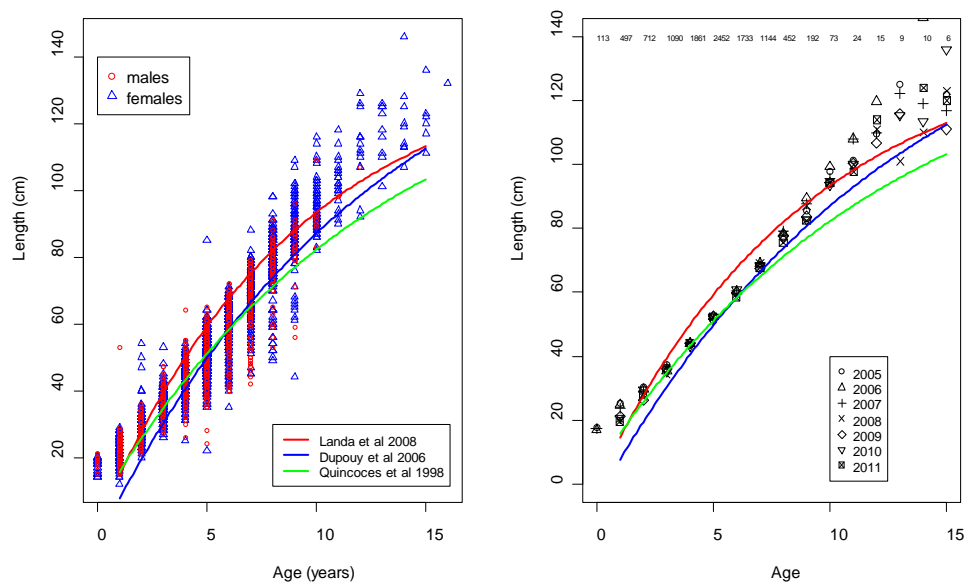 140
120
100
80
60
40
20
Length (cm)
males
females
Landa et al 2008
Dupouy et al 2006
Quincoces et al 1998
0 5 10 15
Age (years)
113 497 712 1090 1861 2452 1733 1144 452 192 73 24 15 9 10 6
140
120
100
80
60
40
20
0
Length (cm)
2005
2006
2007
2008
2009
2010
2011
0 5 10 15
Age